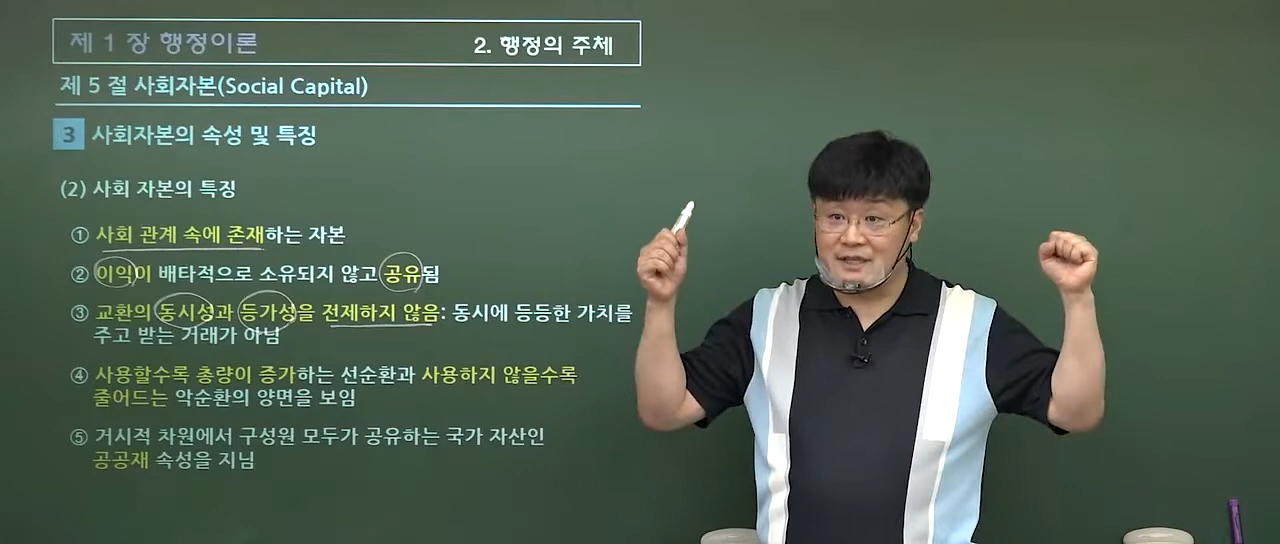 제 1 장 행정이론
2. 행정의 주체
제 5 절 사회자본(Social Capital)
3 사회자본의 속성 및 특징
(2) 사회 자본의 특징
① 사회 관계 속에 존재하는 자본
② 이익이 배타적으로 소유되지 않고 공유됨
③ 교환의 동시성과 등가성을 전제하지 않음: 동시에 등등한 가치를
주고 받는 거래가 아님
④ 사용할수록 총량이 증가하는 선순환과 사용하지 않을수록
줄어드는 악순환의 양면을 보임
⑤ 거시적 차원에서 구성원 모두가 공유하는 국가 자산인
공공재 속성을 지님